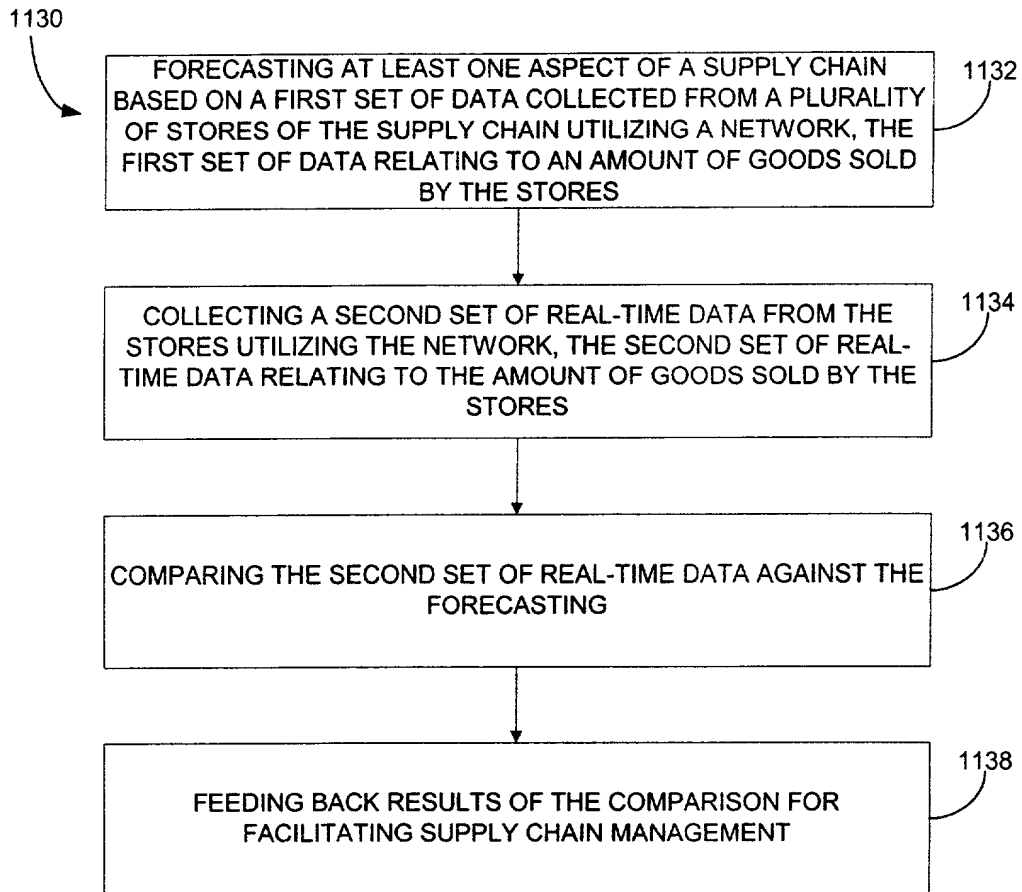 1130
FORECASTING AT LEAST ONE ASPECT OF A SUPPLY CHAIN
BASED ON A FIRST SET OF DATA COLLECTED FROM A PLURALITY
OF STORES OF THE SUPPLY CHAIN UTILIZING A NETWORK, THE
FIRST SET OF DATA RELATING TO AN AMOUNT OF GOODS SOLD
BY THE STORES
1132
COLLECTING A SECOND SET OF REAL-TIME DATA FROM THE
STORES UTILIZING THE NETWORK, THE SECOND SET OF REAL-
TIME DATA RELATING TO THE AMOUNT OF GOODS SOLD BY THE
STORES
1134
COMPARING THE SECOND SET OF REAL-TIME DATA AGAINST THE
FORECASTING
1136
FEEDING BACK RESULTS OF THE COMPARISON FOR
FACILITATING SUPPLY CHAIN MANAGEMENT
1138